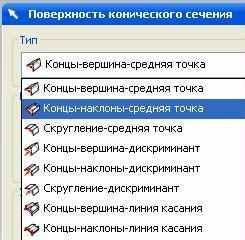 Поверхность конического сечения
Тип
Концы-вершина-средняя точка
Концы-вершина-средняя точка
Концы-наклоны-средняя точка
Скругление-средняя точка
Концы-вершина-дискриминант
Концы-наклоны-дискриминант
Скругление-дискриминант
Концы-вершина-линия касания
Концы-наклоны-линия касания